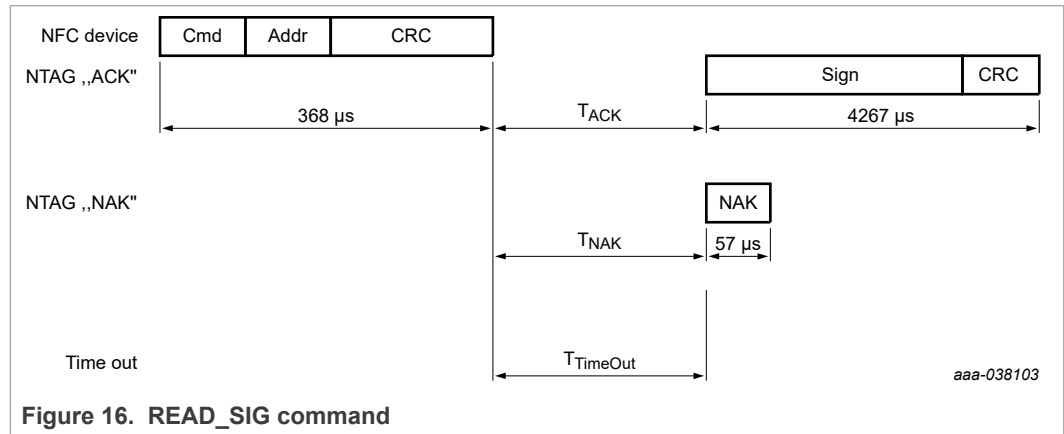 NFC device Cmd Addr CRC
NTAG ,,ACK" Sign CRC
368 µs TACK 4267 µs
NTAG ,,NAK" NAK
TNAK 57 µs
Time out TTimeOut
aaa-038103
Figure 16. READ_SIG command